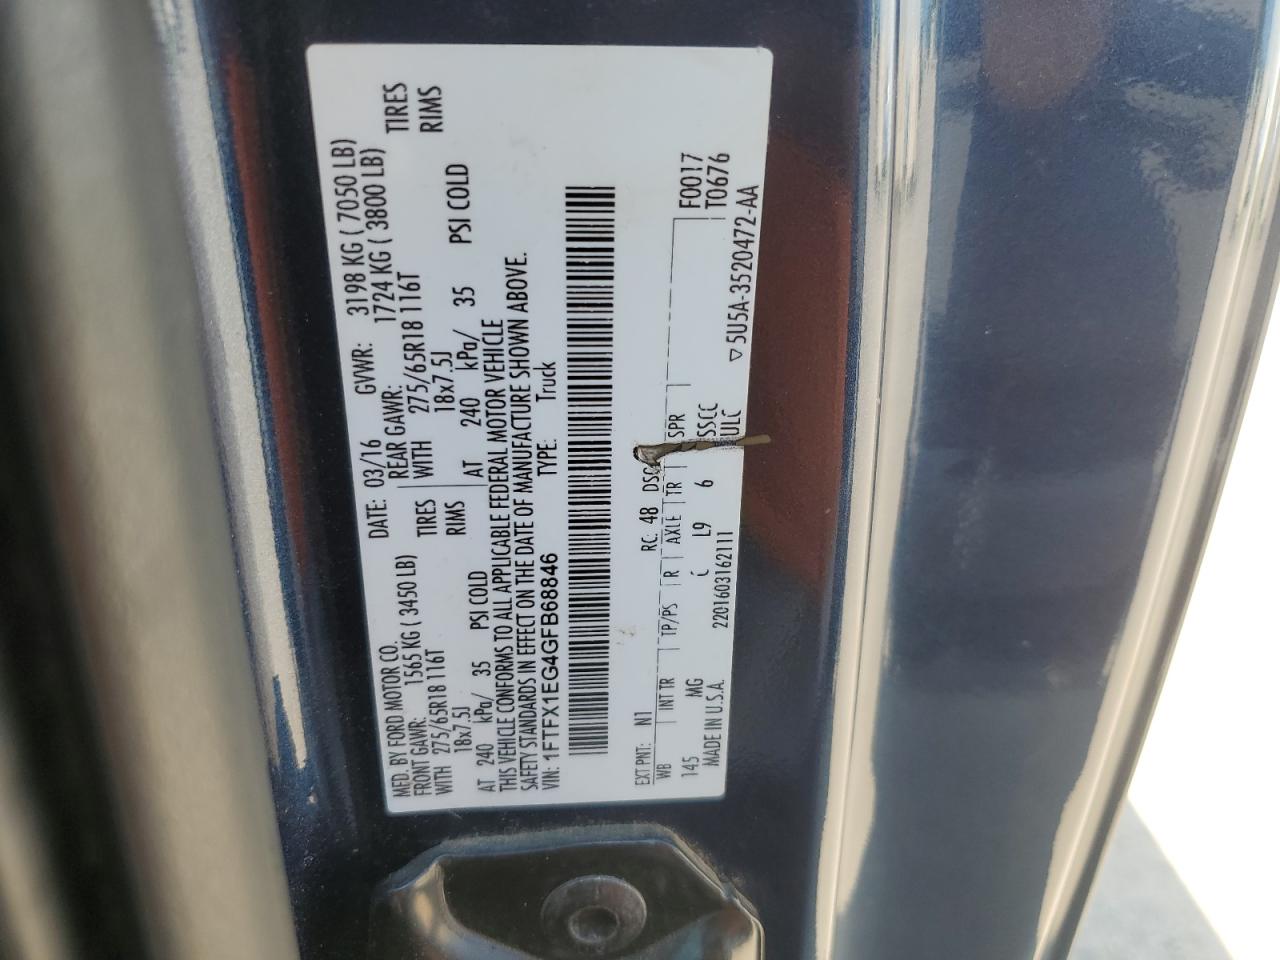 MFD. BY FORD MOTOR CO. DATE: 03/16 GVWR: 3198 KG ( 7050 LB)
FRONT GAWR: 1565 KG ( 3450 LB) REAR GAWR: 1724 KG ( 3800 LB)
WITH 275/65R18 116T TIRES WITH 275/65R18 116T TIRES
18x7.5J RIMS 18x7.5J RIMS
AT 240 kPa/ 35 PSI COLD AT 240 kPa/ 35 PSI COLD
THIS VEHICLE CONFORMS TO ALL APPLICABLE FEDERAL MOTOR VEHICLE
SAFETY STANDARDS IN EFFECT ON THE DATE OF MANUFACTURE SHOWN ABOVE.
VIN: 1FTFX1EG4GFB68846 TYPE: Truck
EXT PNT: N1 RC: 48 F0017
WB INT TR TP/PS R AXLE TR SPR T0676
145 MG C L9 6
MADE IN U.S.A. 2201603162111 ULC ▽5U5A-3520472-AA